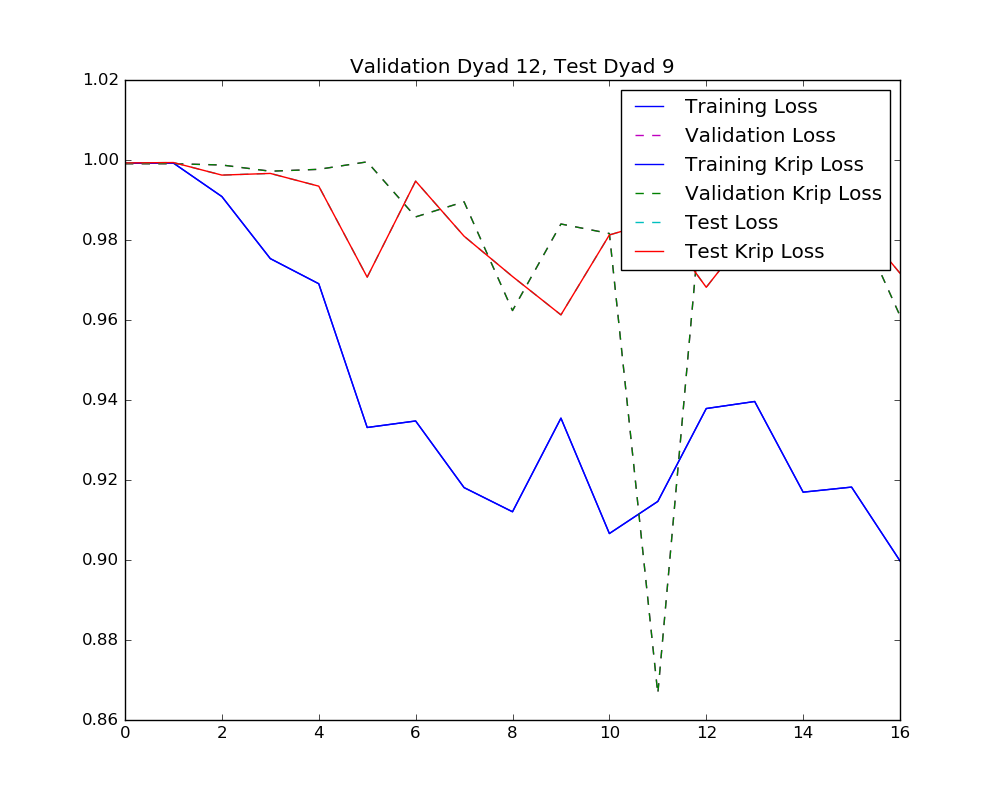 Validation Dyad 12, Test Dyad 9
1.02
1.00
0.98
0.96
0.94
0.92
0.90
0.88
0.86
Training Loss
Validation Loss
Training Krip Loss
Validation Krip Loss
Test Loss
Test Krip Loss
0 2 4 6 8 10 12 14 16